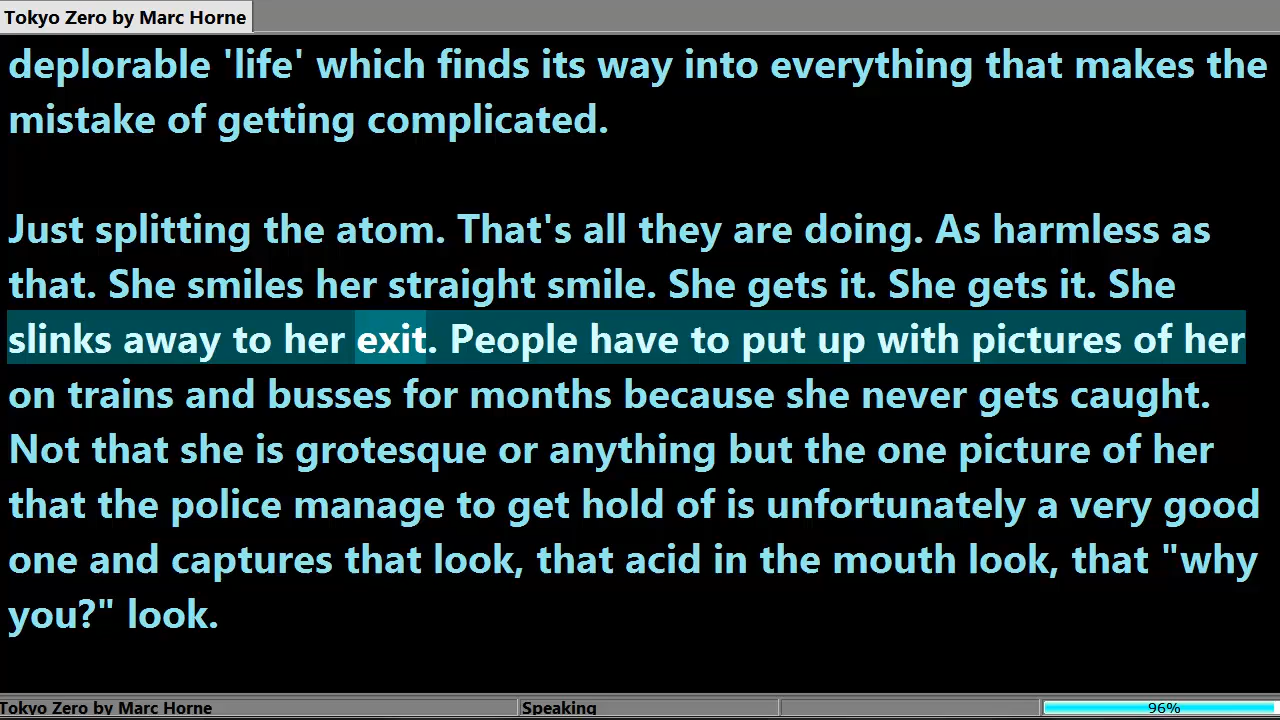 Tokyo Zero by Marc Horne
deplorable 'life' which finds its way into everything that makes the
mistake of getting complicated.
Just splitting the atom. That's all they are doing. As harmless as
that. She smiles her straight smile. She gets it. She gets it. She
slinks away to her exit. People have to put up with pictures of her
on trains and busses for months because she never gets caught.
Not that she is grotesque or anything but the one picture of her
that the police manage to get hold of is unfortunately a very good
one and captures that look, that acid in the mouth look, that "why
you?" look.
Tokyo Zero by Marc Horne Speaking 96%